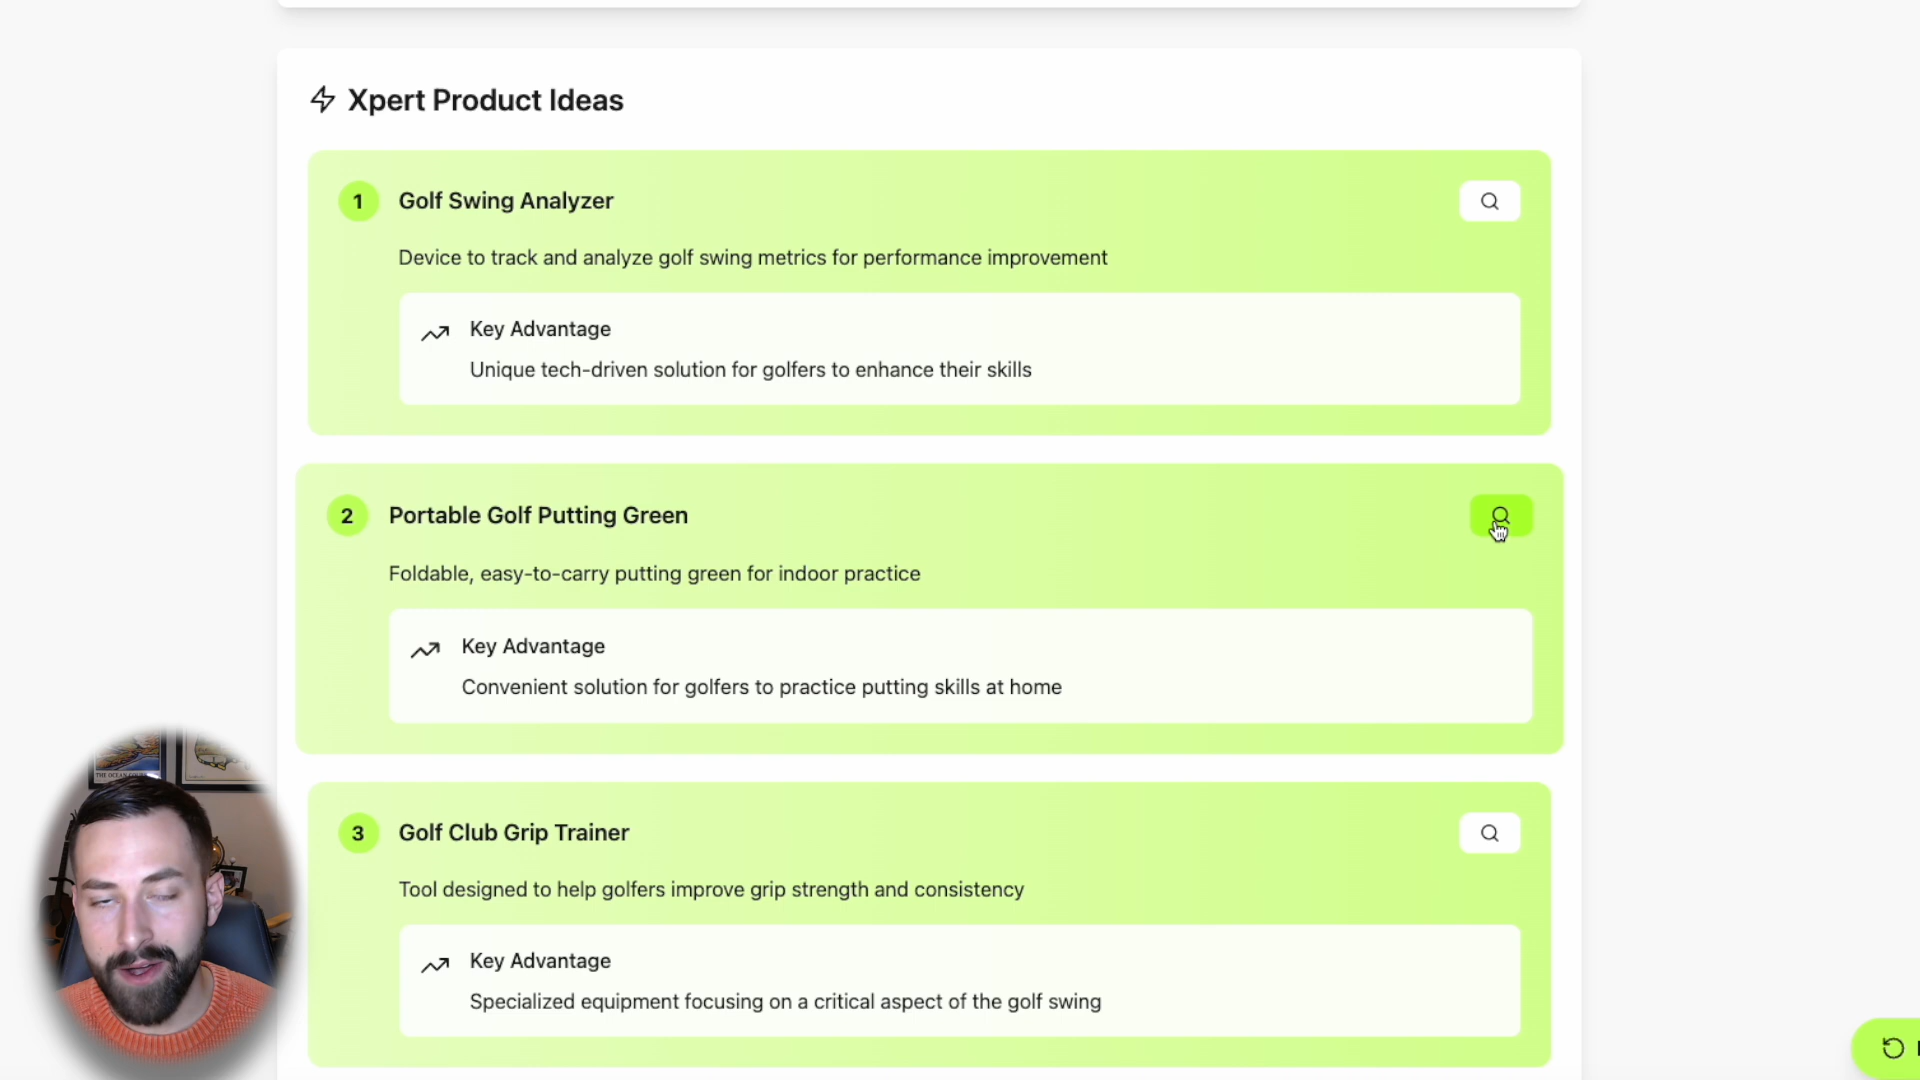 Xpert Product Ideas
1
Golf Swing Analyzer
Device to track and analyze golf swing metrics for performance improvement
Key Advantage
Unique tech-driven solution for golfers to enhance their skills
2
Portable Golf Putting Green
Foldable, easy-to-carry putting green for indoor practice
Key Advantage
Convenient solution for golfers to practice putting skills at home
3
Golf Club Grip Trainer
Tool designed to help golfers improve grip strength and consistency
Key Advantage
Specialized equipment focusing on a critical aspect of the golf swing
THE OCEAN